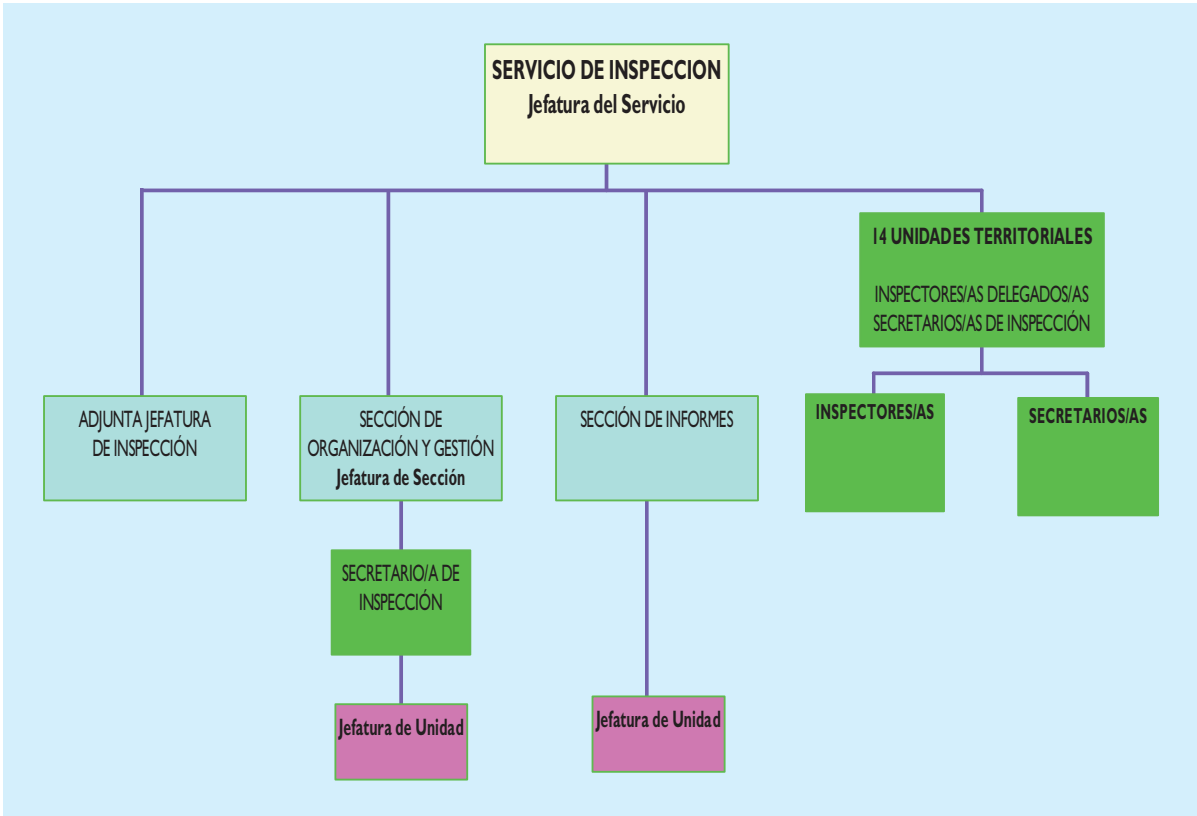 SERVICIO DE INSPECCION
Jefatura del Servicio
14 UNIDADES TERRITORIALES
INSPECTORES/AS DELEGADOS/AS
SECRETARIOS/AS DE INSPECCIÓN
ADJUNTA JEFATURA
DE INSPECCIÓN
SECCIÓN DE
ORGANIZACIÓN Y GESTIÓN
Jefatura de Sección
SECCIÓN DE INFORMES
INSPECTORES/AS
SECRETARIOS/AS
SECRETARIO/A DE
INSPECCIÓN
Jefatura de Unidad
Jefatura de Unidad